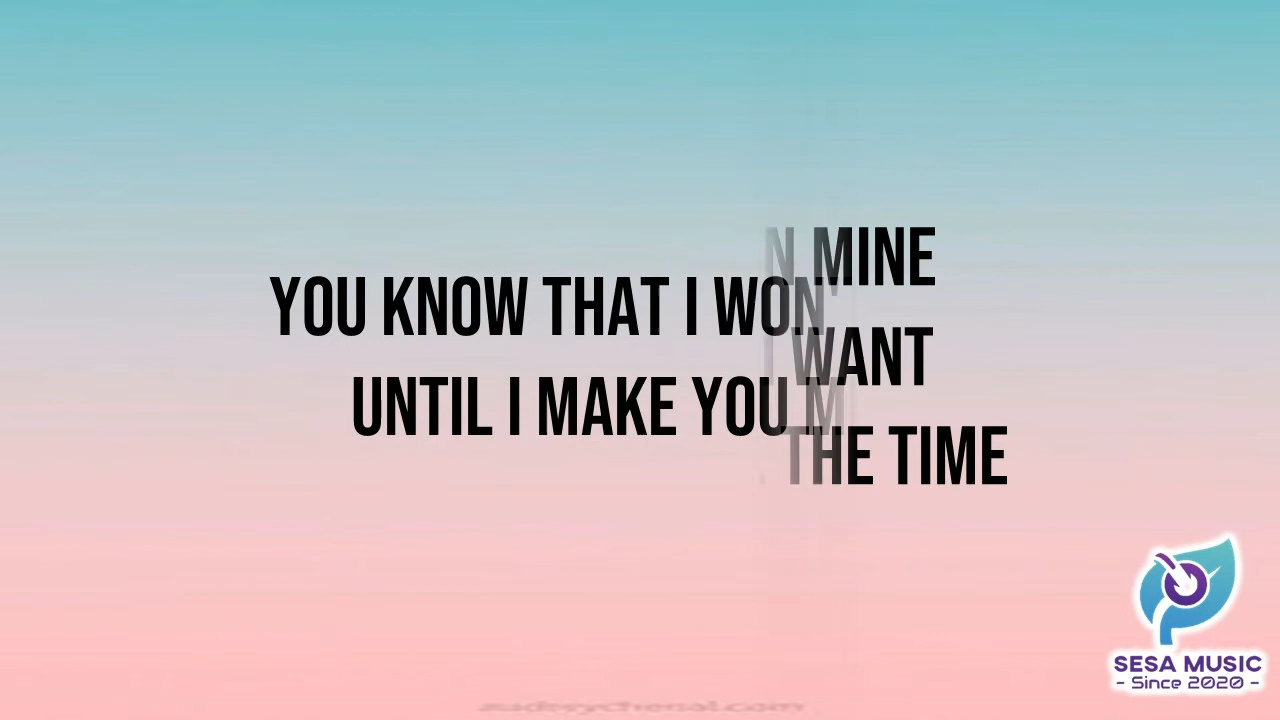 YOU KNOW THAT I WON'
UNTIL I MAKE YOU M
N MINE
I WANT
THE TIME
SESA MUSIC
- Since 2020 -